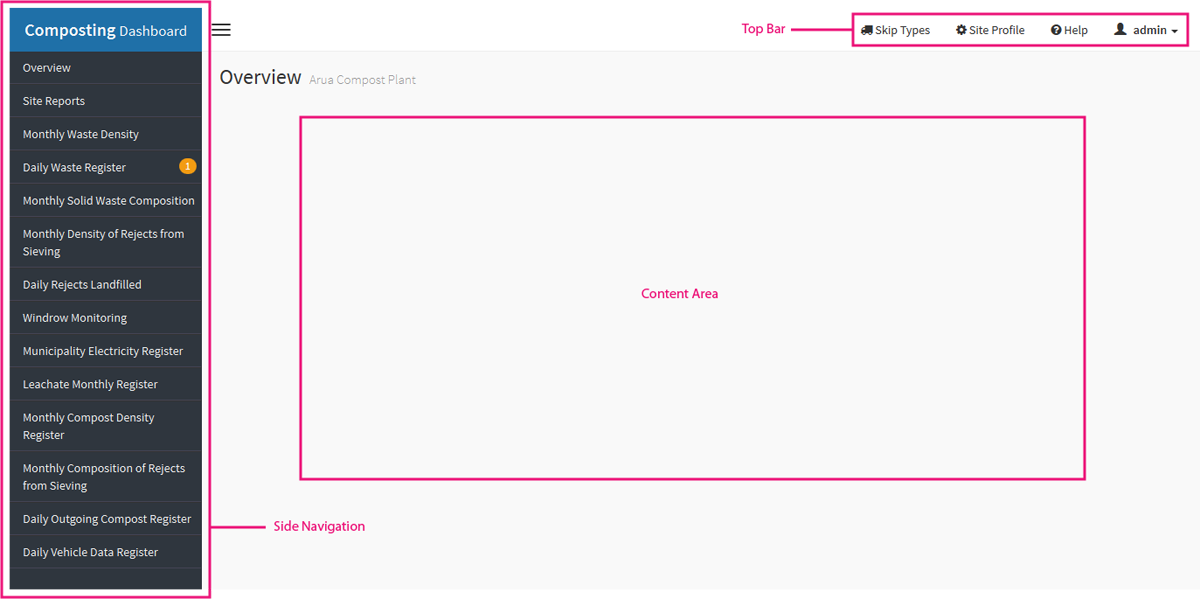 Composting Dashboard
Top Bar
Skip Types
Site Profile
Help
admin
Overview
Site Reports
Monthly Waste Density
Daily Waste Register
1
Monthly Solid Waste Composition
Monthly Density of Rejects from
Sieving
Daily Rejects Landfilled
Windrow Monitoring
Municipality Electricity Register
Leachate Monthly Register
Monthly Compost Density
Register
Monthly Composition of Rejects
from Sieving
Daily Outgoing Compost Register
Daily Vehicle Data Register
Overview Arua Compost Plant
Content Area
Side Navigation